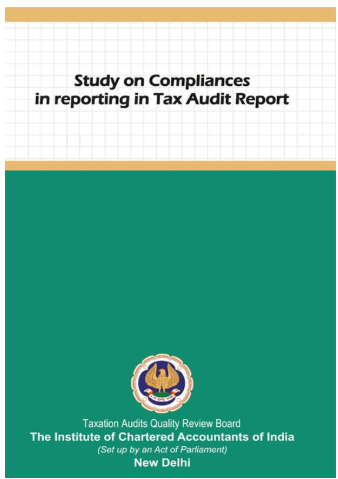 Study on Compliances
in reporting in Tax Audit Report
Taxation Audits Quality Review Board
The Institute of Chartered Accountants of India
(Set up by an Act of Parliament)
New Delhi